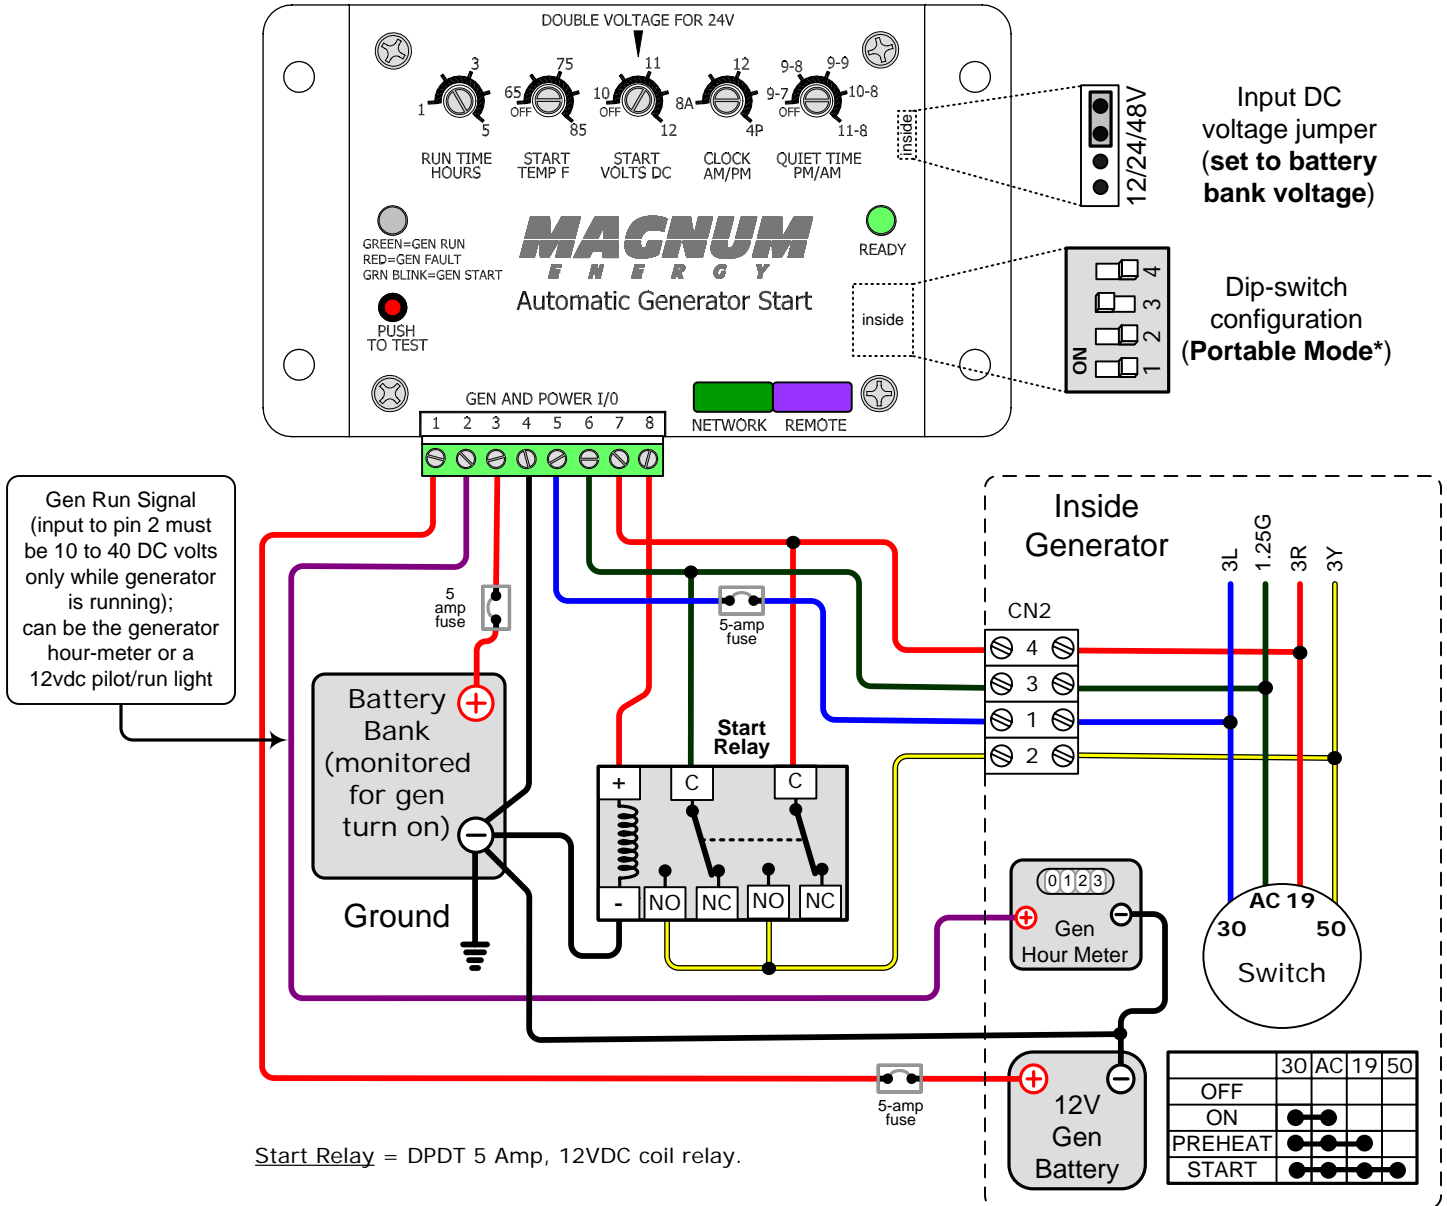 DOUBLE VOLTAGE FOR 24V
1 3 5
65 75 85
OFF
10 11 12
OFF
8A 12 4P
9-7 9-8 9-9 10-8 11-8
OFF
RUN TIME
HOURS
START
TEMP F
START
VOLTS DC
CLOCK
AM/PM
QUIET TIME
PM/AM
inside
12/24/48V
Input DC
voltage jumper
(set to battery
bank voltage)
GREEN=GEN RUN
RED=GEN FAULT
GRN BLINK=GEN START
MAGNUM
ENERGY
Automatic Generator Start
READY
PUSH
TO TEST
inside
ON
1 2 3 4
Dip-switch
configuration
(Portable Mode*)
GEN AND POWER I/0
1 2 3 4 5 6 7 8
NETWORK
REMOTE
Gen Run Signal
(input to pin 2 must
be 10 to 40 DC volts
only while generator
is running);
can be the generator
hour-meter or a
12vdc pilot/run light
5
amp
fuse
5-amp
fuse
Inside
Generator
3L
1.25G
3R
3Y
CN2
4
3
1
2
Battery
Bank
(monitored
for gen
turn on)
+
−
Ground
Start
Relay
+
C
C
-
NO
NC
NO
NC
0123
+
−
Gen
Hour Meter
AC 19
30 50
Switch
5-amp
fuse
+
−
12V
Gen
Battery
30 AC 19 50
OFF
ON
PREHEAT
START
Start Relay = DPDT 5 Amp, 12VDC coil relay.